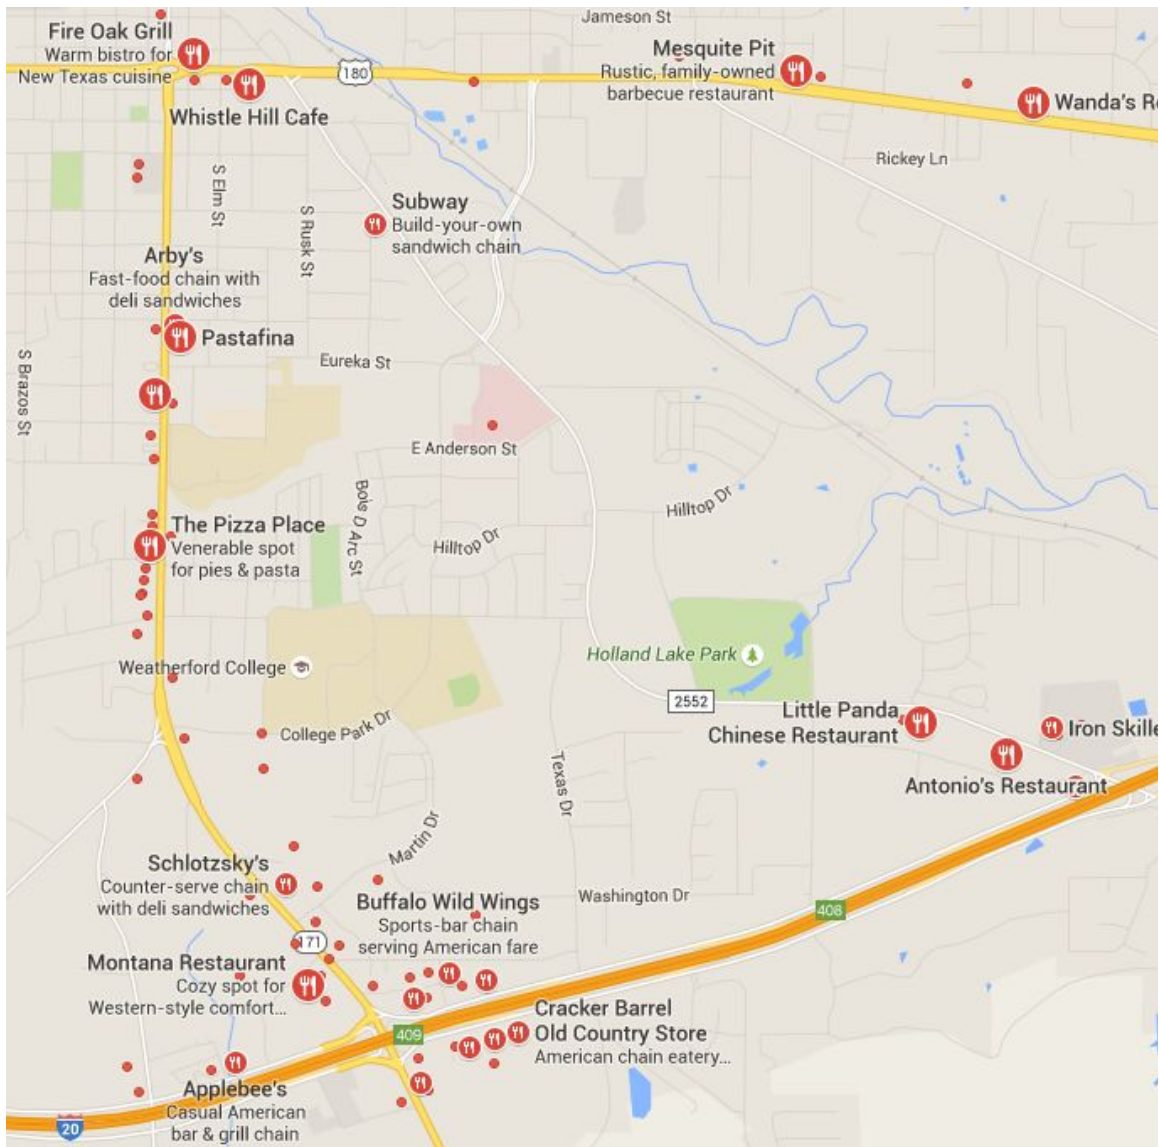 Jameson St
Fire Oak Grill
Warm bistro for
New Texas cuisine
Whistle Hill Cafe
180
Mesquite Pit
Rustic, family-owned
barbecue restaurant
Wanda's
Rickey Ln
S Elm St
S Rusk St
Subway
Build-your-own
sandwich chain
Arby's
Fast-food chain with
deli sandwiches
Pastafina
S Brazos St
Eureka St
E Anderson St
Bois D Arc St
Hilltop Dr
Hilltop Dr
The Pizza Place
Venerable spot
for pies & pasta
Weatherford College
Holland Lake Park
2552
College Park Dr
Little Panda
Chinese Restaurant
Iron Skille
Antonio's Restaurant
Texas Dr
Martin Dr
Schlotzsky's
Counter-serve chain
with deli sandwiches
Washington Dr
408
Buffalo Wild Wings
Sports-bar chain
serving American fare
171
Montana Restaurant
Cozy spot for
Western-style comfort...
409
Cracker Barrel
Old Country Store
American chain eatery...
Applebee's
Casual American
bar & grill chain
20